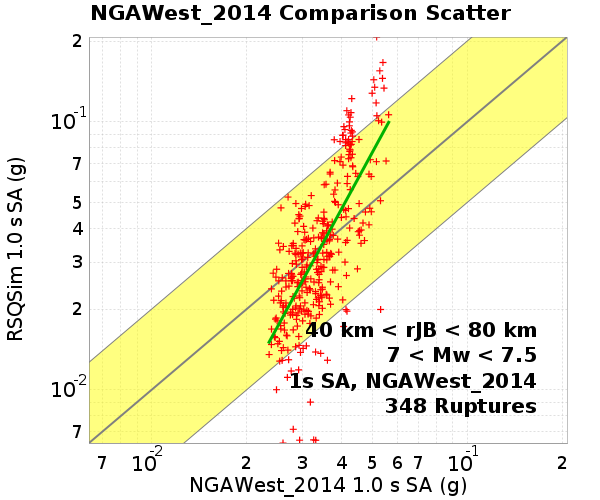 NGAWest_2014 Comparison Scatter
RSQSim 1.0 s SA (g)
2
10-1
7
5
4
3
2
10-2
7
40 km < rJB < 80 km
7 < Mw < 7.5
1s SA, NGAWest_2014
348 Ruptures
7 10-2 2 3 4 5 6 7 10-1 2
NGAWest_2014 1.0 s SA (g)